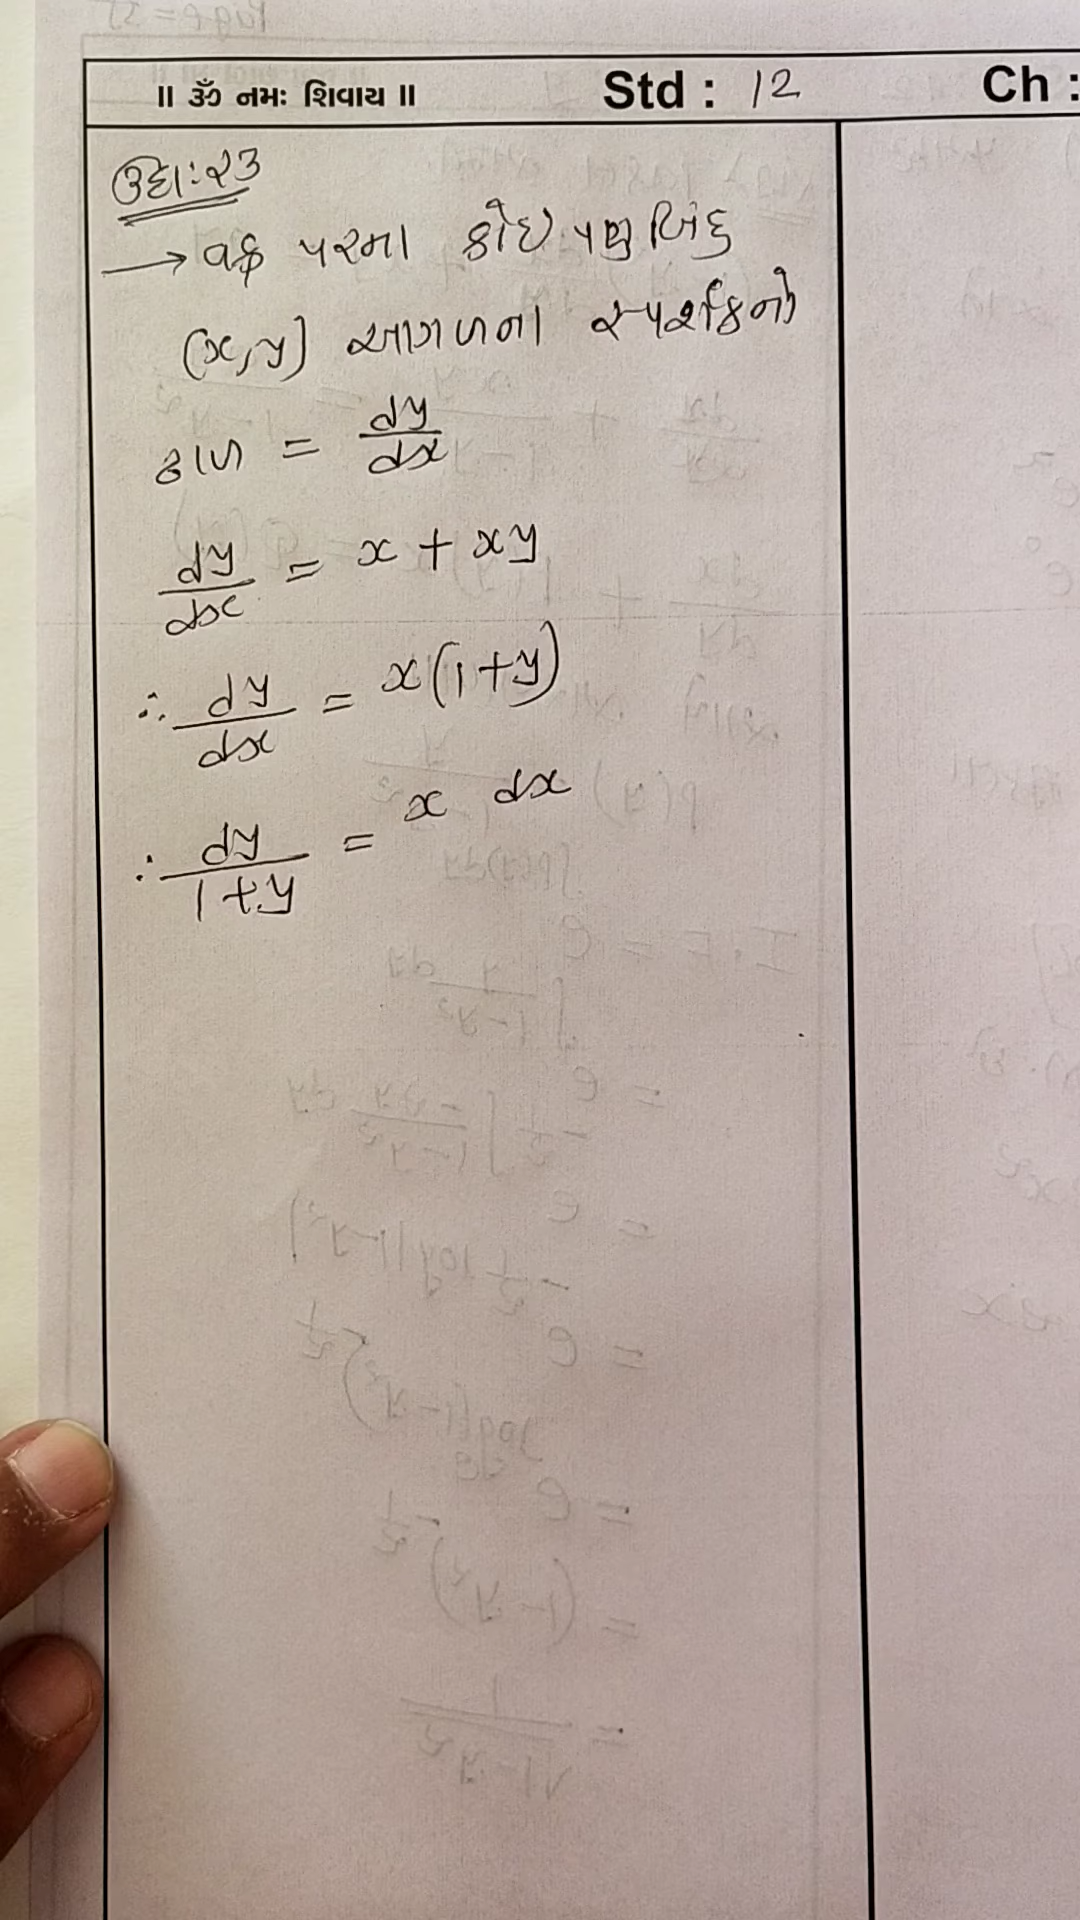 ॥ ૐ નમઃ શિવાય ॥ Std : 12 Ch :
ઉદા:૨૩
→ વક્ર પરના કોઇ પણ બિંદુ
(x,y) આગળના સ્પર્શકનો
ઢાળ = dy/dx
dy/dx = x + xy
∴ dy/dx = x(1+y)
∴ dy/1+y = x dx